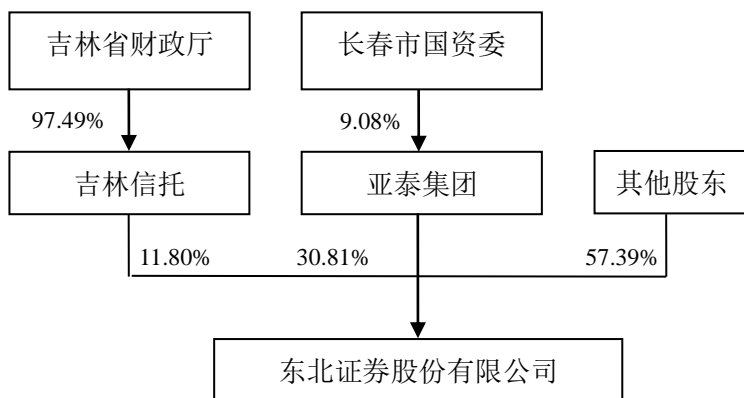 吉林省财政厅
长春市国资委
97.49%
9.08%
吉林信托
亚泰集团
其他股东
11.80%
30.81%
57.39%
东北证券股份有限公司